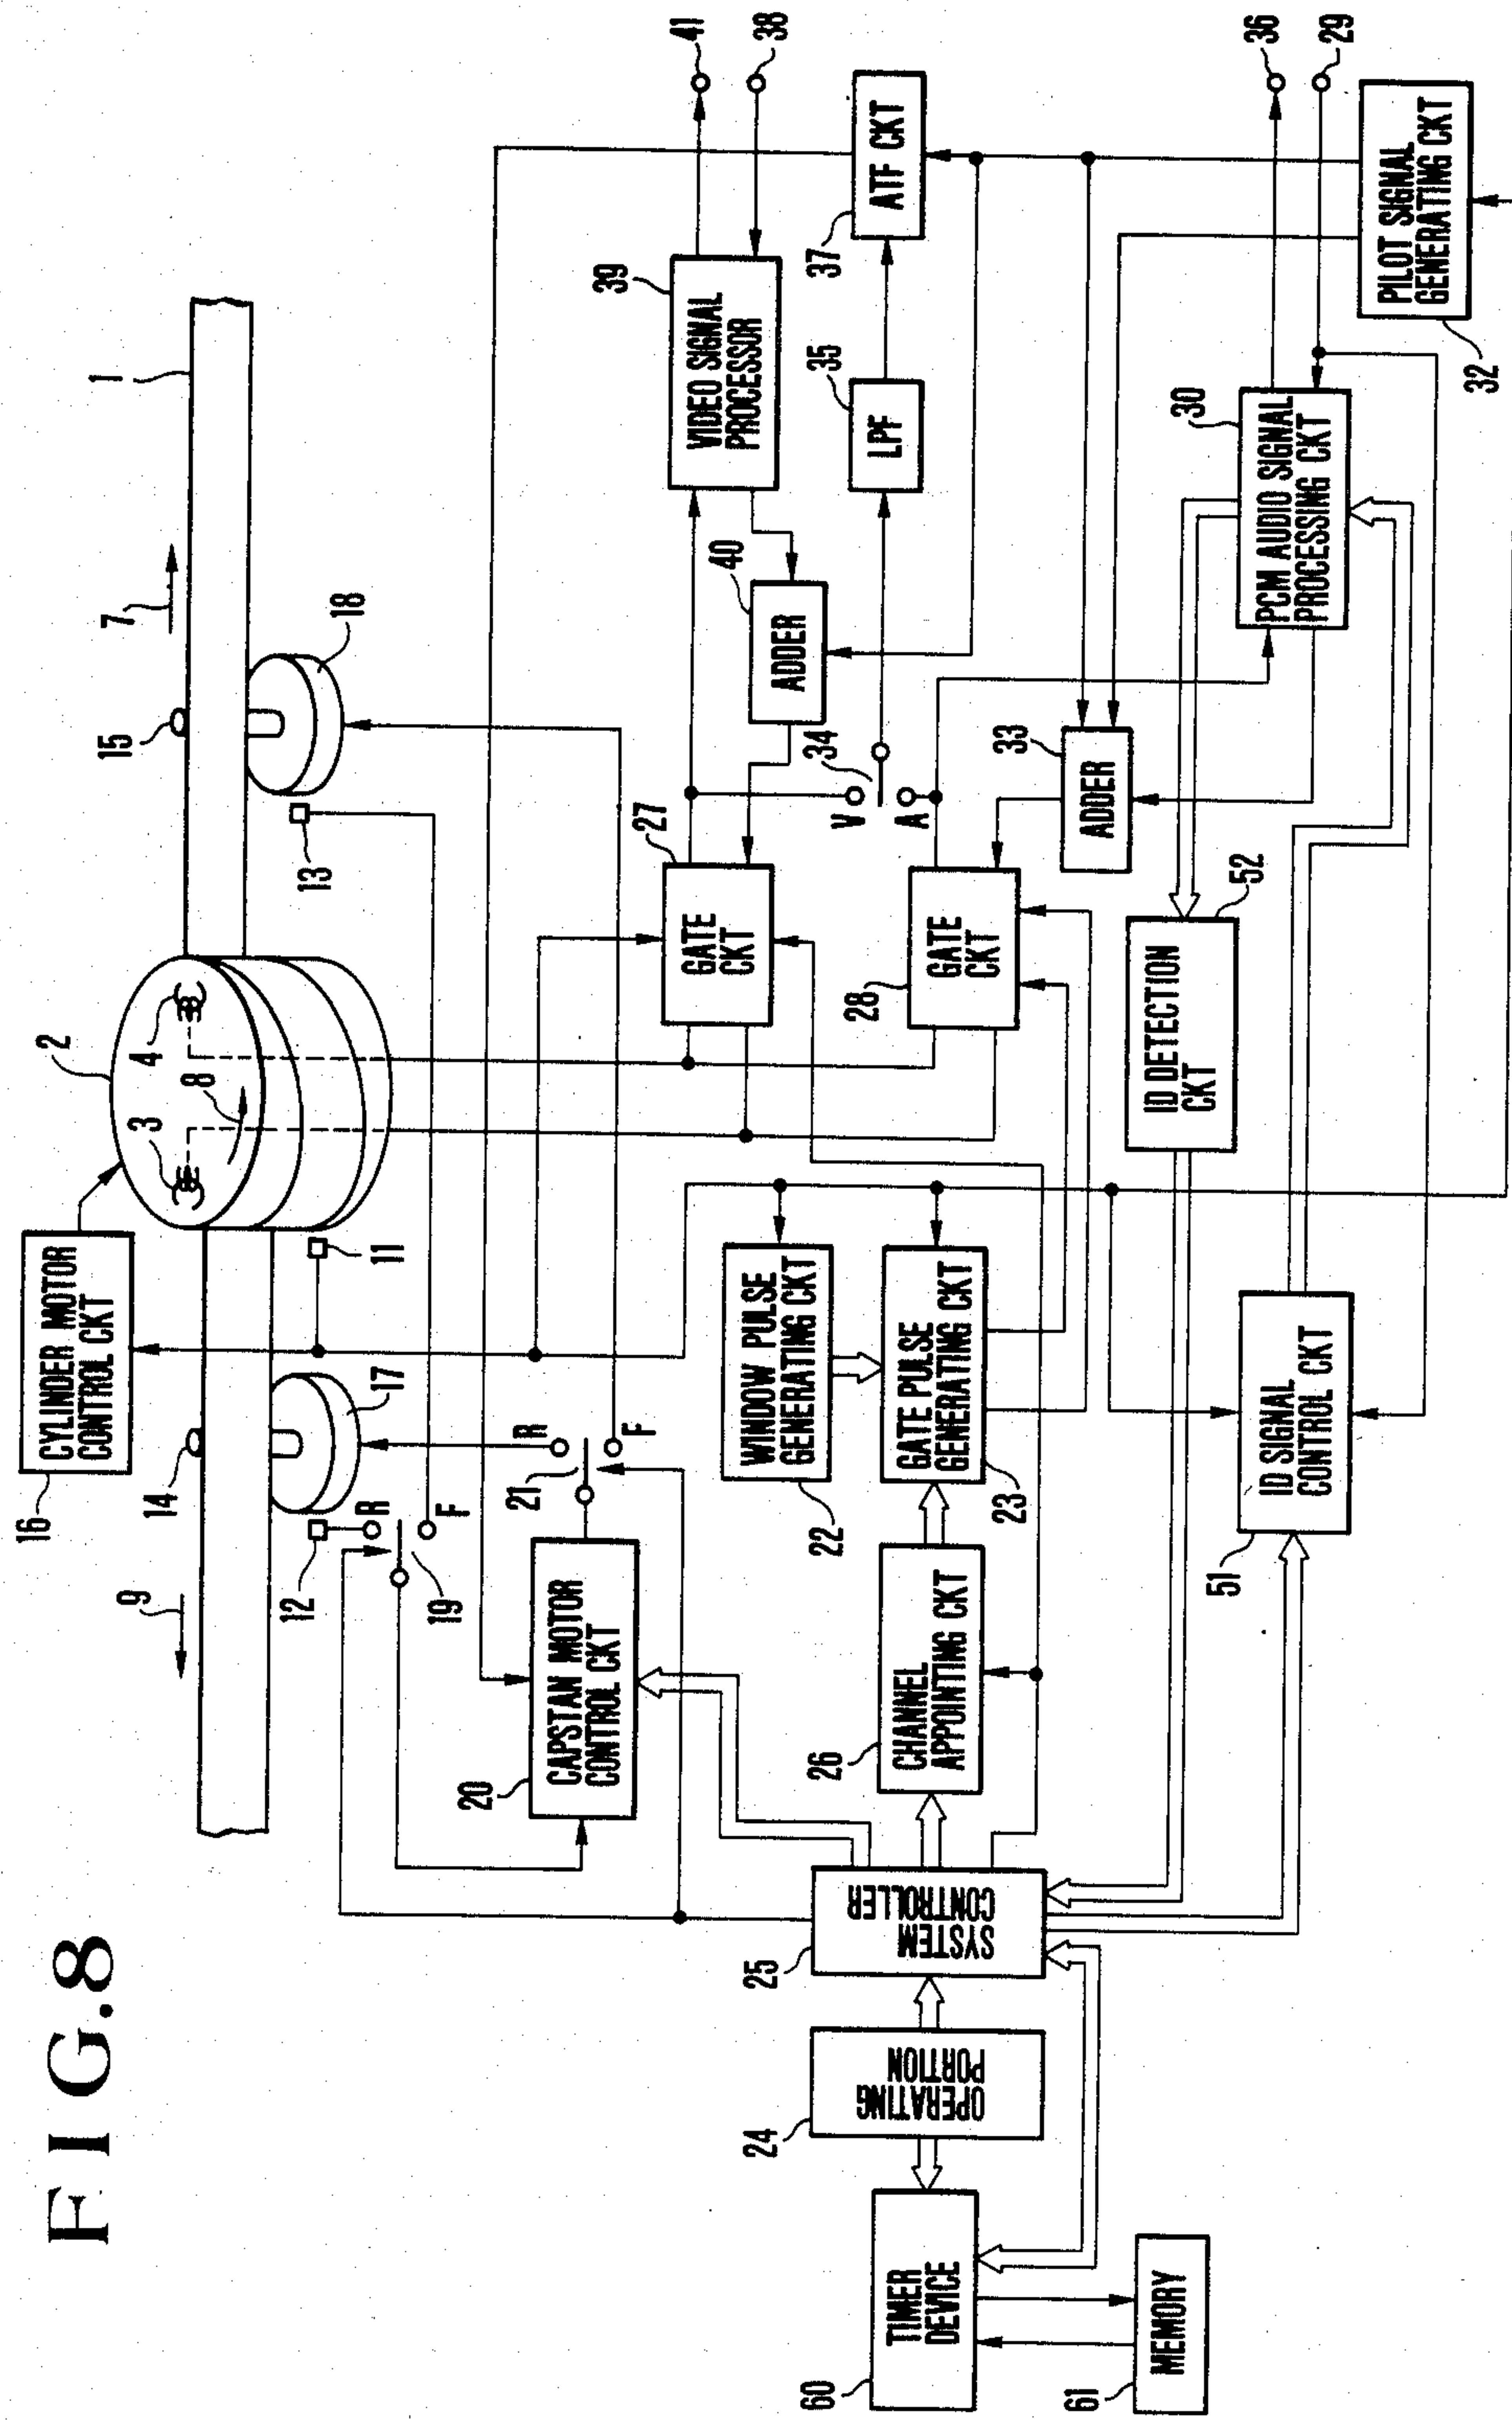 FIG.8
16
CYLINDER MOTOR
CONTROL CKT
2
4
3
8
1
7
9
14
15
17
18
11
12
13
R
F
19
R
F
21
20
CAPSTAN MOTOR
CONTROL CKT
27
GATE
CKT
40
ADDER
39
VIDEO SIGNAL
PROCESSOR
41
38
34
V
A
35
LPF
37
ATF CKT
22
WINDOW PULSE
GENERATING CKT
23
GATE PULSE
GENERATING CKT
28
GATE
CKT
33
ADDER
24
OPERATING
PORTION
25
SYSTEM
CONTROLLER
26
CHANNEL
APPOINTING CKT
52
ID DETECTION
CKT
30
PCM AUDIO SIGNAL
PROCESSING CKT
36
29
60
TIMER
DEVICE
61
MEMORY
51
ID SIGNAL
CONTROL CKT
32
PILOT SIGNAL
GENERATING CKT